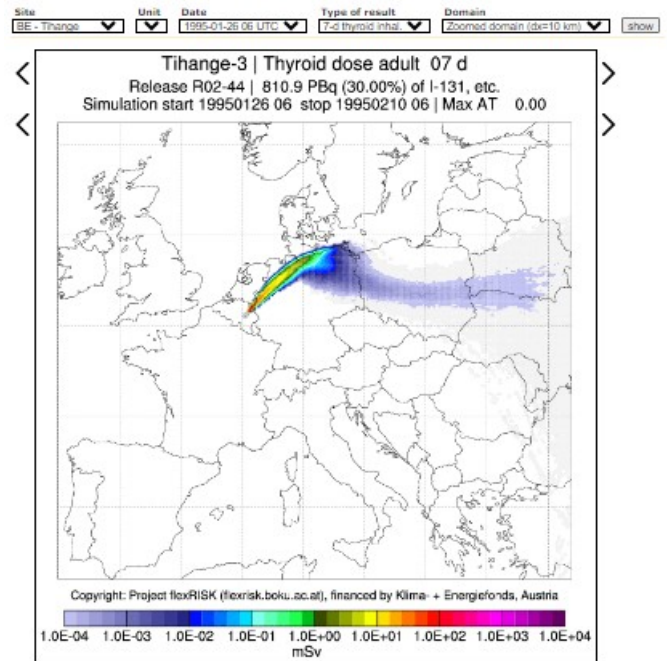 Site Unit Date Type of result Domain
BE - Tihange 1995-01-26 06 UTC 7-d thyroid inhal. Zoomed domain (dx=10 km) show
Tihange-3 | Thyroid dose adult 07 d
Release R02-44 | 810.9 PBq (30.00%) of I-131, etc.
Simulation start 19950126 06 stop 19950210 06 | Max AT 0.00
Copyright: Project flexRISK (flexrisk.boku.ac.at), financed by Klima- + Energiefonds, Austria
1.0E-04 1.0E-03 1.0E-02 1.0E-01 1.0E+00 1.0E+01 1.0E+02 1.0E+03 1.0E+04
mSv